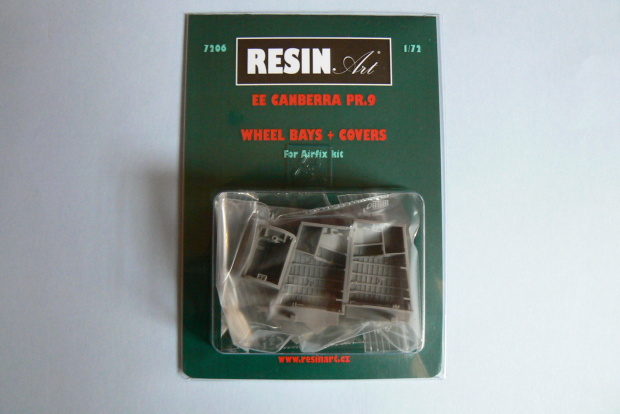 7206
1/72
RESIN Art
EE CANBERRA PR.9
WHEEL BAYS + COVERS
For Airfix kit
www.resinart.cz